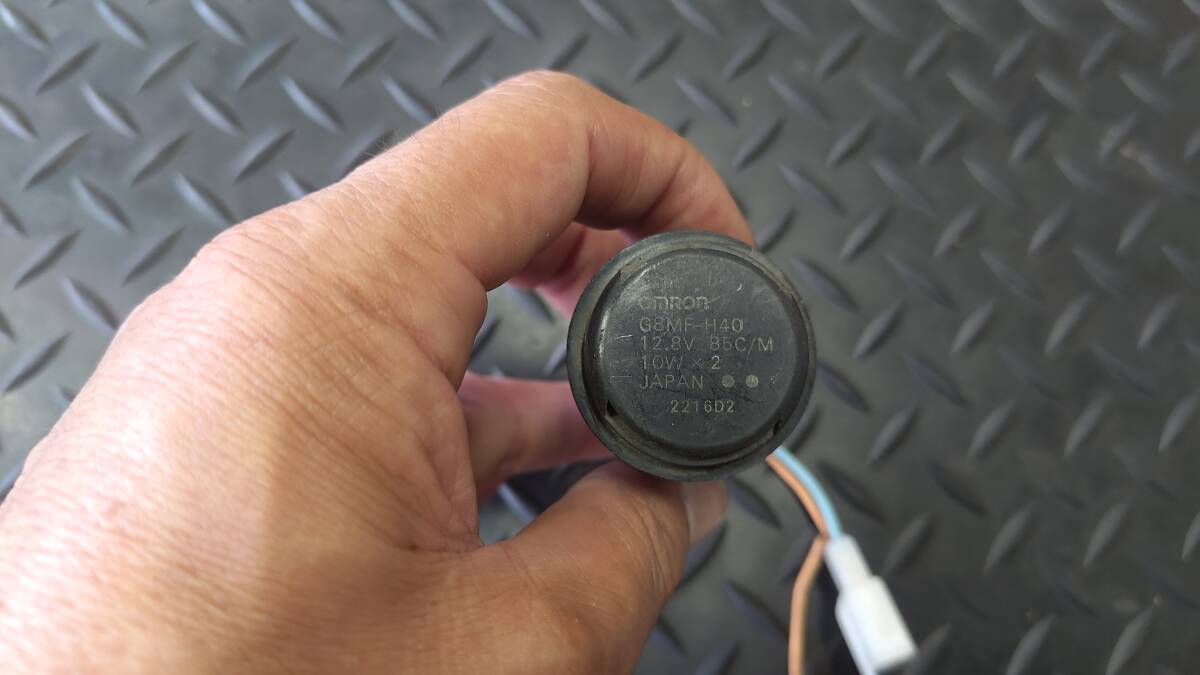 omron
G8MF-H40
12.8V 85C/M
10W × 2
JAPAN
2216D2